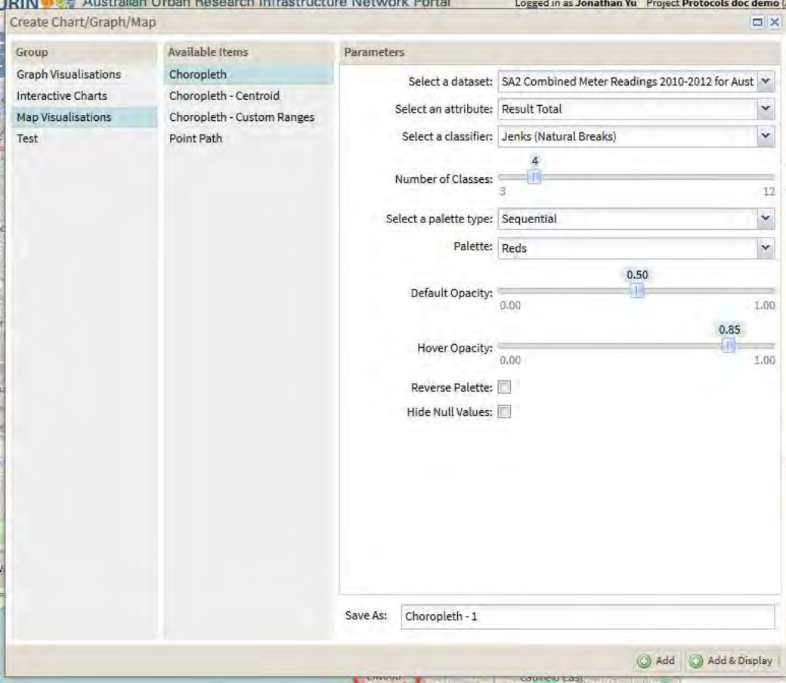 URIN Australian Urban Research Infrastructure Network Portal Logged in as Jonathan Yu Project Protocols doc demo
Create Chart/Graph/Map
Group
Graph Visualisations
Interactive Charts
Map Visualisations
Test
Available Items
Choropleth
Choropleth - Centroid
Choropleth - Custom Ranges
Point Path
Parameters
Select a dataset: SA2 Combined Meter Readings 2010-2012 for Aust
Select an attribute: Result Total
Select a classifier: Jenks (Natural Breaks)
4
Number of Classes:
3 12
Select a palette type: Sequential
Palette: Reds
0.50
Default Opacity:
0.00 1.00
0.85
Hover Opacity:
0.00 1.00
Reverse Palette:
Hide Null Values:
Save As: Choropleth - 1
Add Add & Display